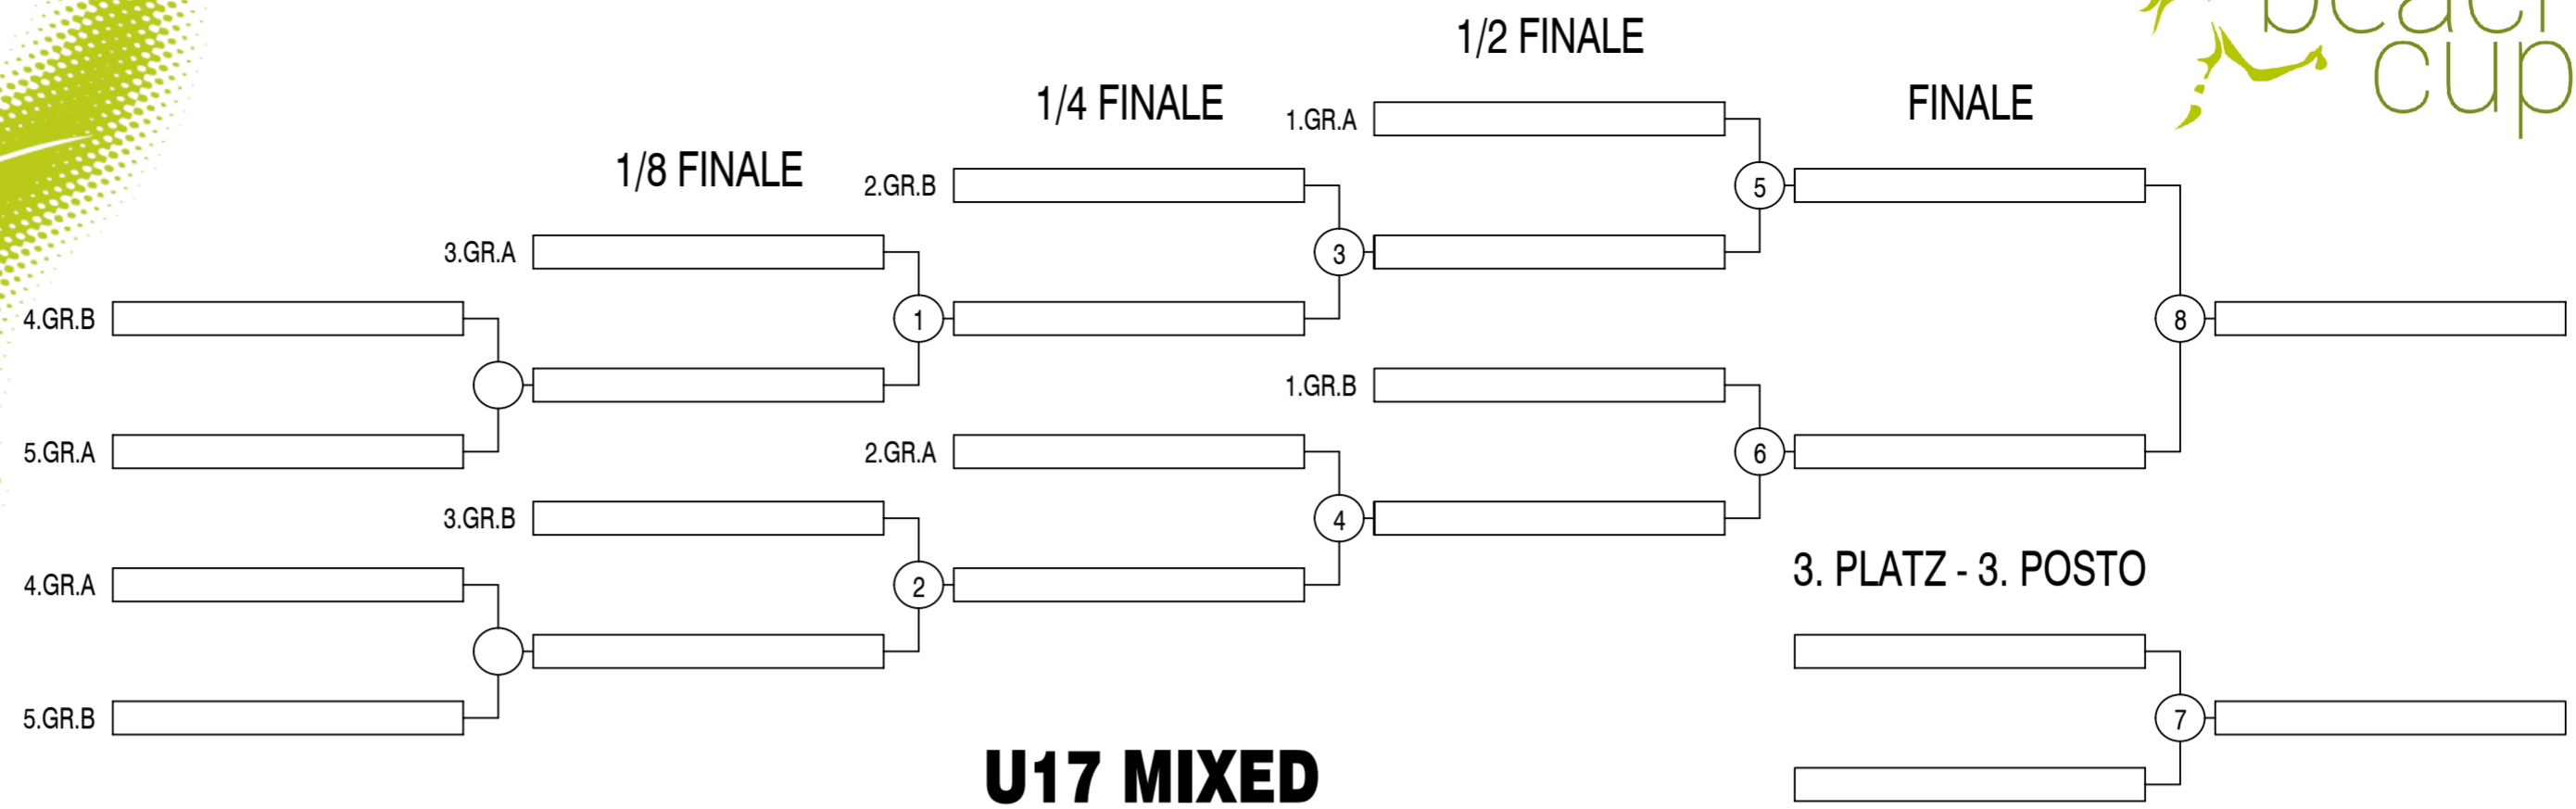 beach
cup
1/2 FINALE
1/4 FINALE
1.GR.A
FINALE
1/8 FINALE
2.GR.B
5
3.GR.A
3
4.GR.B
1
8
1.GR.B
5.GR.A
2.GR.A
6
3.GR.B
4
4.GR.A
2
3. PLATZ - 3. POSTO
5.GR.B
7
U17 MIXED